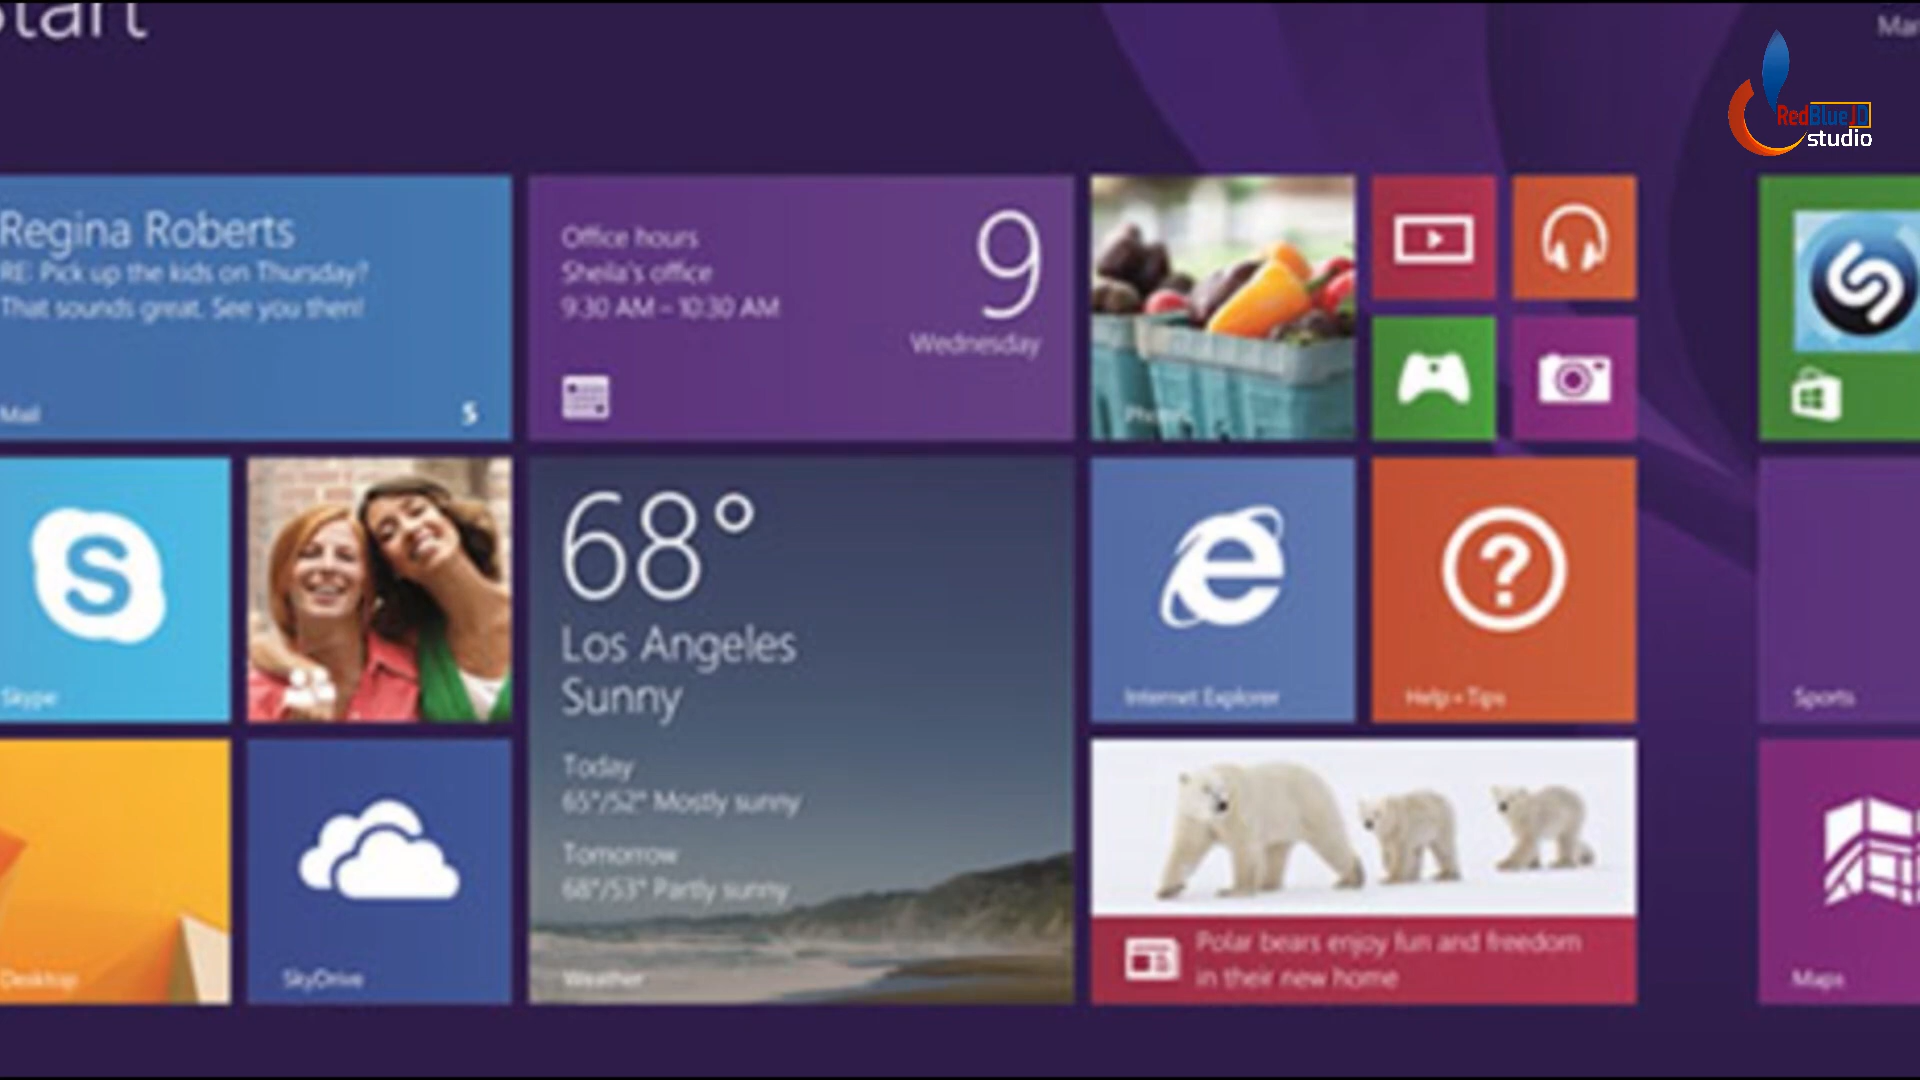 Start
RedBlueJD
studio
Regina Roberts
RE: Pick up the kids on Thursday?
That sounds great. See you then!
Mail
5
Office hours
Sheila's office
9:30 AM – 10:30 AM
9
Wednesday
Photos
Skype
68°
Los Angeles
Sunny
Today
65°/52° Mostly sunny
Tomorrow
68°/53° Partly sunny
Weather
Internet Explorer
Help+Tips
Sports
Desktop
SkyDrive
Polar bears enjoy fun and freedom
in their new home
Maps